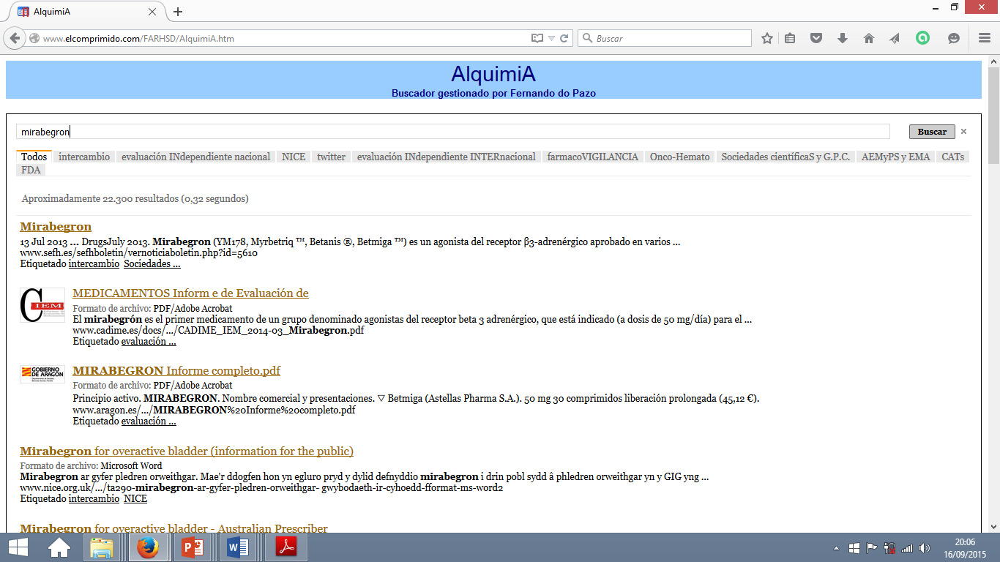 AlquimiA
www.elcomprimido.com/FARHSD/AlquimiA.htm
Buscar
AlquimiA
Buscador gestionado por Fernando do Pazo
mirabegron
Buscar
Todos intercambio evaluación INdependiente nacional NICE twitter evaluación INdependiente INTERnacional farmacoVIGILANCIA Onco-Hemato Sociedades científicaS y G.P.C. AEMyPS y EMA CATs
FDA
Aproximadamente 22.300 resultados (0,32 segundos)
Mirabegron
13 Jul 2013 ... DrugsJuly 2013. Mirabegron (YM178, Myrbetriq ™, Betanis ®, Betmiga ™) es un agonista del receptor β3-adrenérgico aprobado en varios ...
www.sefh.es/sefhboletin/vernoticiaboletin.php?id=5610
Etiquetado intercambio Sociedades ...
CIEM
MEDICAMENTOS Inform e de Evaluación de
Formato de archivo: PDF/Adobe Acrobat
El mirabegrón es el primer medicamento de un grupo denominado agonistas del receptor beta 3 adrenérgico, que está indicado (a dosis de 50 mg/día) para el ...
www.cadime.es/docs/.../CADIME_IEM_2014-03_Mirabegron.pdf
Etiquetado evaluación ...
GOBIERNO
DE ARAGON
MIRABEGRON Informe completo.pdf
Formato de archivo: PDF/Adobe Acrobat
Principio activo. MIRABEGRON. Nombre comercial y presentaciones. ▽ Betmiga (Astellas Pharma S.A.). 50 mg 30 comprimidos liberación prolongada (45,12 €).
www.aragon.es/.../MIRABEGRON%20Informe%20completo.pdf
Etiquetado evaluación ...
Mirabegron for overactive bladder (information for the public)
Formato de archivo: Microsoft Word
Mirabegron ar gyfer pledren orweithgar. Mae'r ddogfen hon yn egluro pryd y dylid defnyddio mirabegron i drin pobl sydd â phledren orweithgar yn y GIG yng ...
www.nice.org.uk/.../ta290-mirabegron-ar-gyfer-pledren-orweithgar- gwybodaeth-ir-cyhoedd-fformat-ms-word2
Etiquetado intercambio NICE
Mirabegron for overactive bladder - Australian Prescriber
20:06
16/09/2015